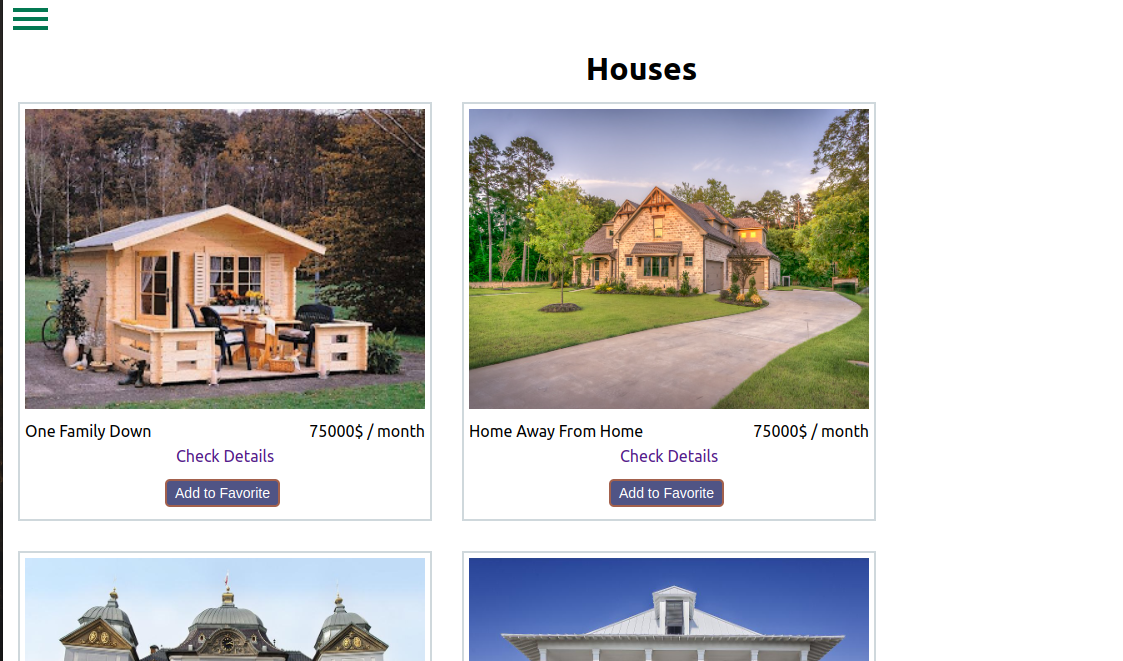 Houses
One Family Down 75000$ / month
Check Details
Add to Favorite
Home Away From Home 75000$ / month
Check Details
Add to Favorite